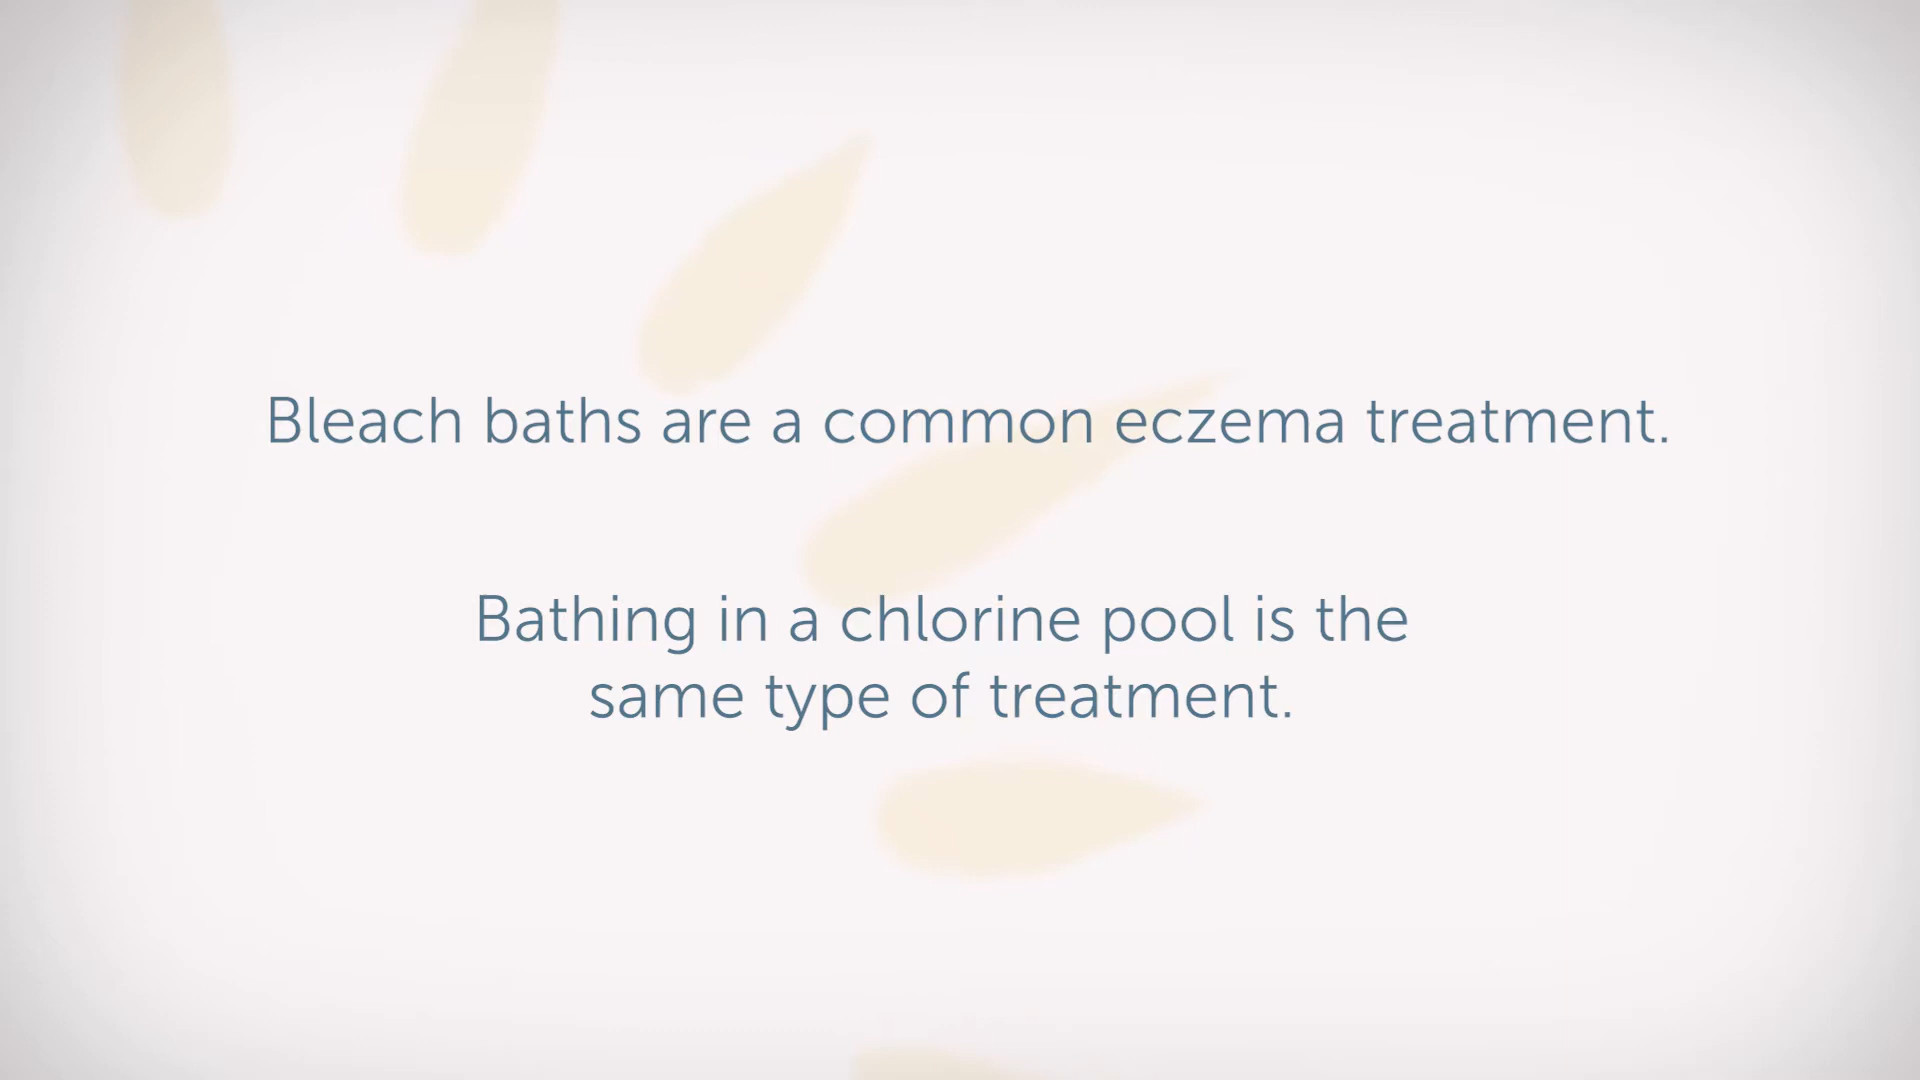 Bleach baths are a common eczema treatment.
Bathing in a chlorine pool is the
same type of treatment.